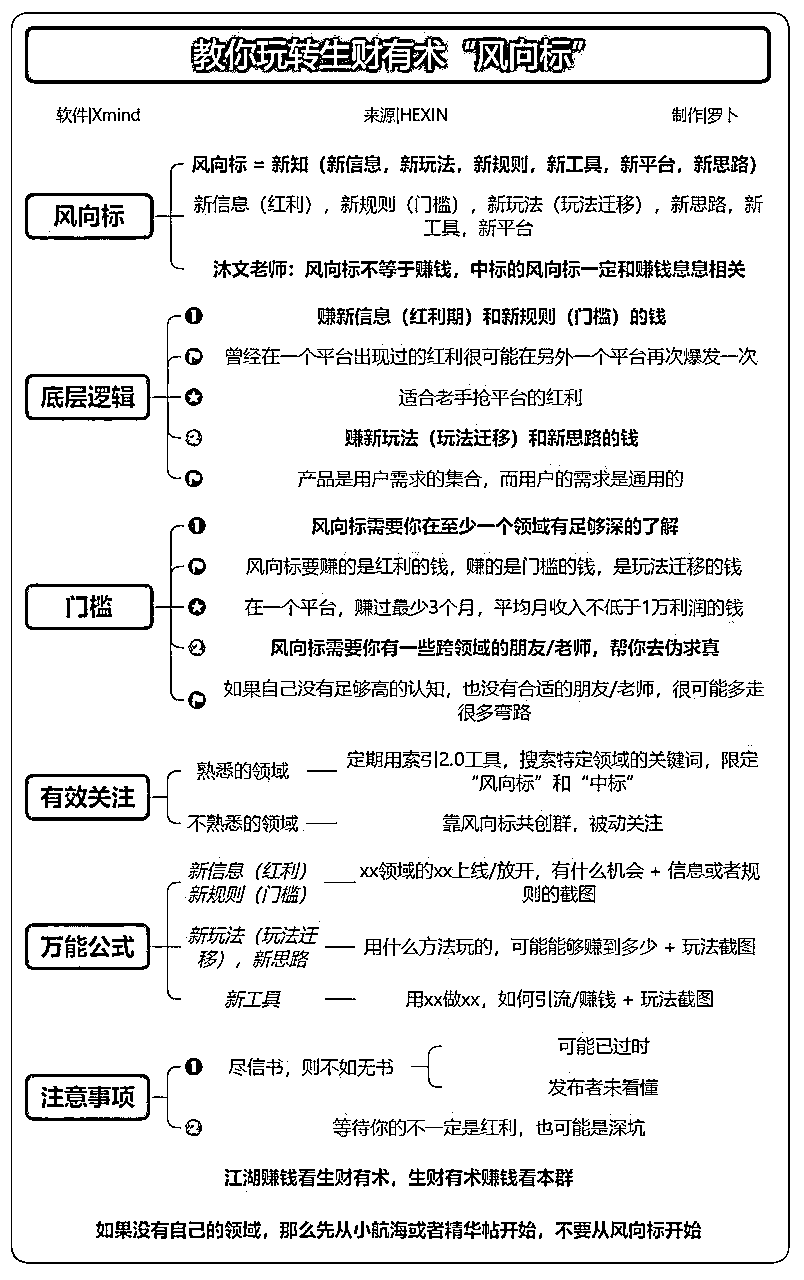 教你玩转生财有术“风向标”
软件|Xmind
来源|HEXIN
制作|罗卜
风向标
风向标 = 新知（新信息，新玩法，新规则，新工具，新平台，新思路）
新信息（红利），新规则（门槛），新玩法（玩法迁移），新思路，新
工具，新平台
沐文老师：风向标不等于赚钱，中标的风向标一定和赚钱息息相关
底层逻辑
1 赚新信息（红利期）和新规则（门槛）的钱
曾经在一个平台出现过的红利很可能在另外一个平台再次爆发一次
适合老手抢平台的红利
2 赚新玩法（玩法迁移）和新思路的钱
产品是用户需求的集合，而用户的需求是通用的
门槛
1 风向标需要你在至少一个领域有足够深的了解
风向标要赚的是红利的钱，赚的是门槛的钱，是玩法迁移的钱
在一个平台，赚过最少3个月，平均月收入不低于1万利润的钱
2 风向标需要你有一些跨领域的朋友/老师，帮你去伪求真
如果自己没有足够高的认知，也没有合适的朋友/老师，很可能多走
很多弯路
有效关注
熟悉的领域
定期用索引2.0工具，搜索特定领域的关键词，限定
“风向标”和“中标”
不熟悉的领域
靠风向标共创群，被动关注
万能公式
新信息（红利）
新规则（门槛）
xx领域的xx上线/放开，有什么机会 + 信息或者规
则的截图
新玩法（玩法迁
移），新思路
用什么方法玩的，可能能够赚到多少 + 玩法截图
新工具
用xx做xx，如何引流/赚钱 + 玩法截图
注意事项
1 尽信书，则不如无书
可能已过时
发布者未看懂
2 等待你的不一定是红利，也可能是深坑
江湖赚钱看生财有术，生财有术赚钱看本群
如果没有自己的领域，那么先从小航海或者精华帖开始，不要从风向标开始